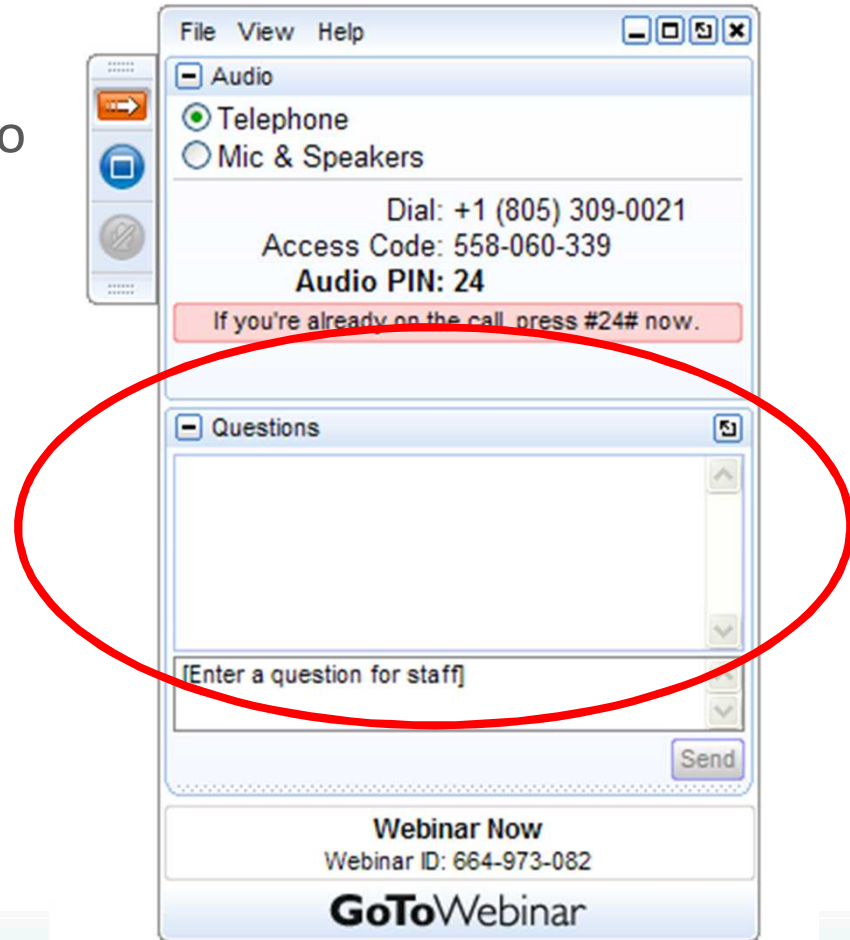 File View Help
Audio
o
Telephone
Mic & Speakers
Dial: +1 (805) 309-0021
Access Code: 558-060-339
Audio PIN: 24
If you're already on the call, press #24# now.
Questions
[Enter a question for staff]
Send
Webinar Now
Webinar ID: 664-973-082
GoToWebinar